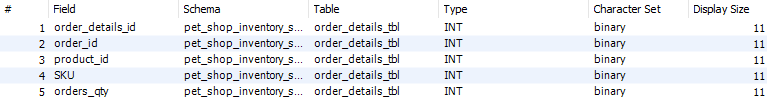 # Field Schema Table Type Character Set Display Size
1 order_details_id pet_shop_inventory_s... order_details_tbl INT binary 11
2 order_id pet_shop_inventory_s... order_details_tbl INT binary 11
3 product_id pet_shop_inventory_s... order_details_tbl INT binary 11
4 SKU pet_shop_inventory_s... order_details_tbl INT binary 11
5 orders_qty pet_shop_inventory_s... order_details_tbl INT binary 11